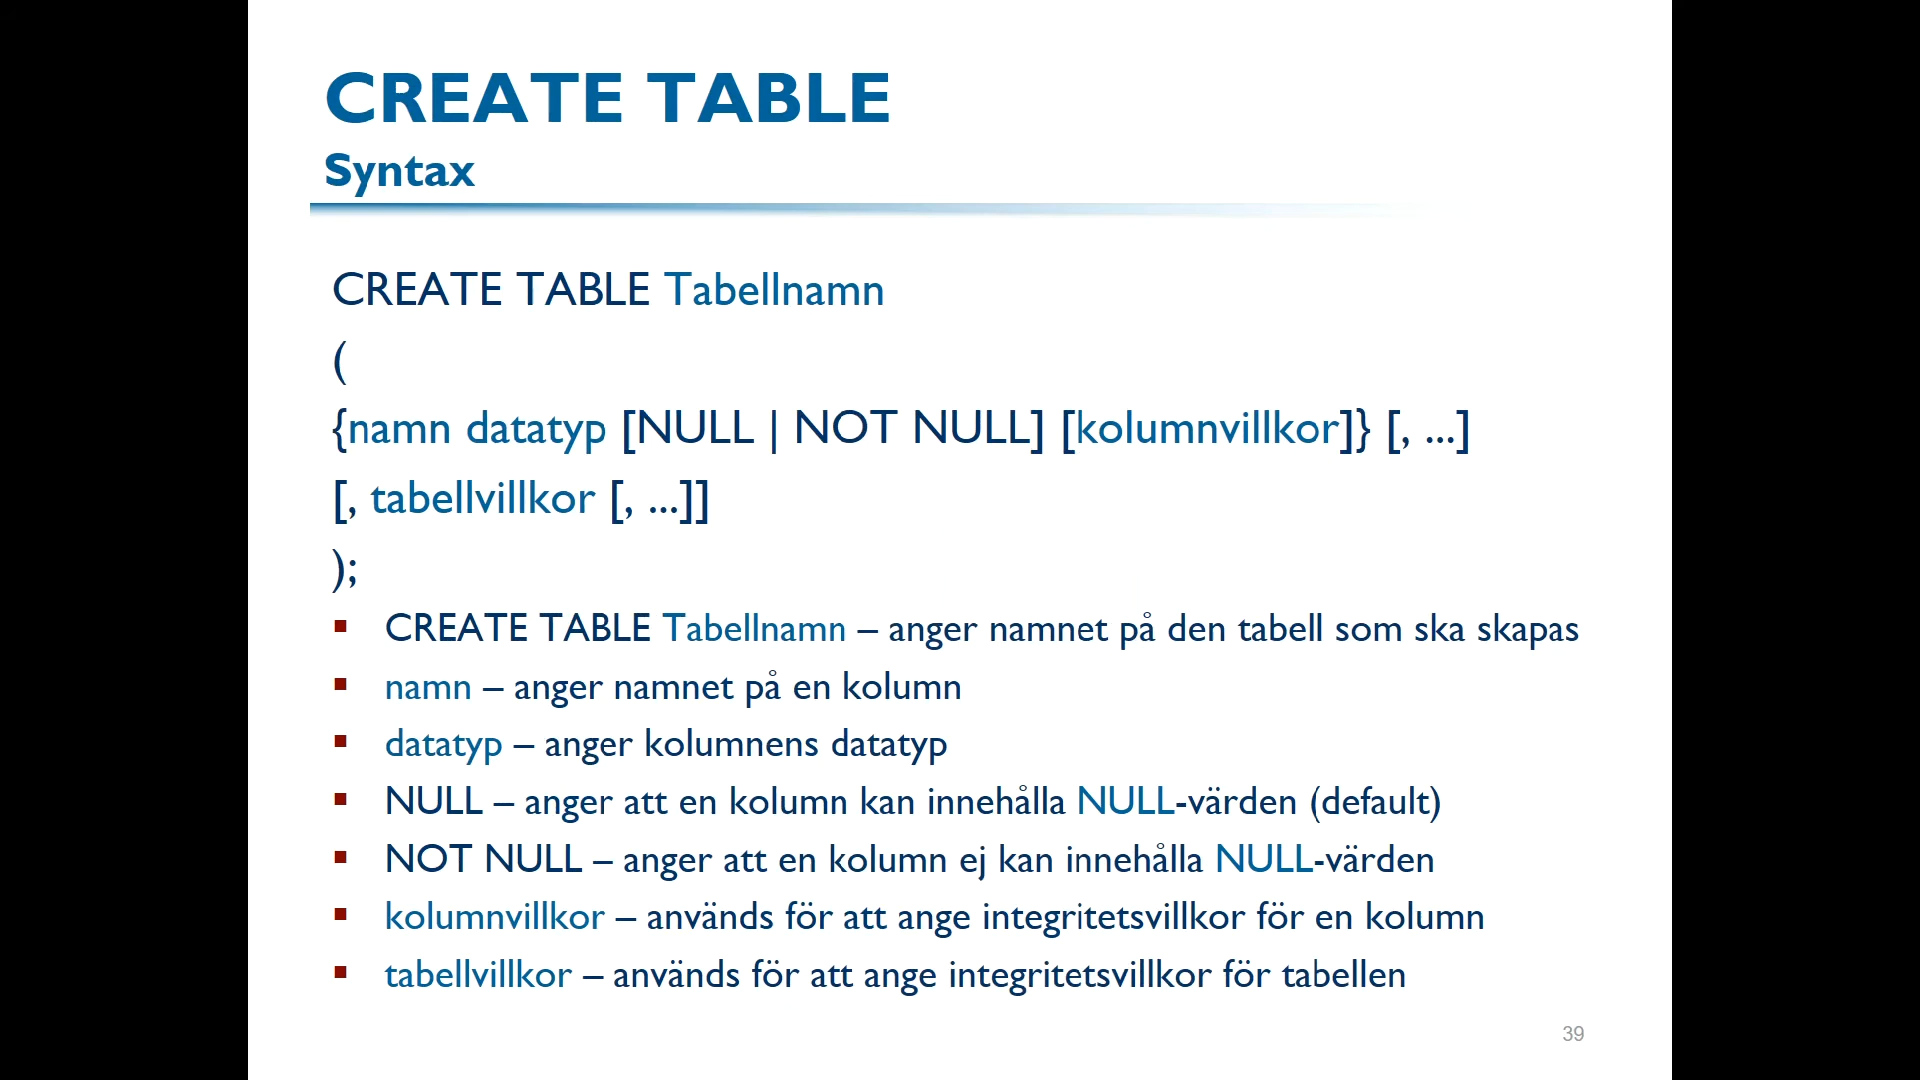 CREATE TABLE
Syntax
CREATE TABLE Tabellnamn
(
{namn datatyp [NULL | NOT NULL] [kolumnvillkor]} [, ...]
[, tabellvillkor [, ...]]
);
▪ CREATE TABLE Tabellnamn – anger namnet på den tabell som ska skapas
▪ namn – anger namnet på en kolumn
▪ datatyp – anger kolumnens datatyp
▪ NULL – anger att en kolumn kan innehålla NULL-värden (default)
▪ NOT NULL – anger att en kolumn ej kan innehålla NULL-värden
▪ kolumnvillkor – används för att ange integritetsvillkor för en kolumn
▪ tabellvillkor – används för att ange integritetsvillkor för tabellen
39